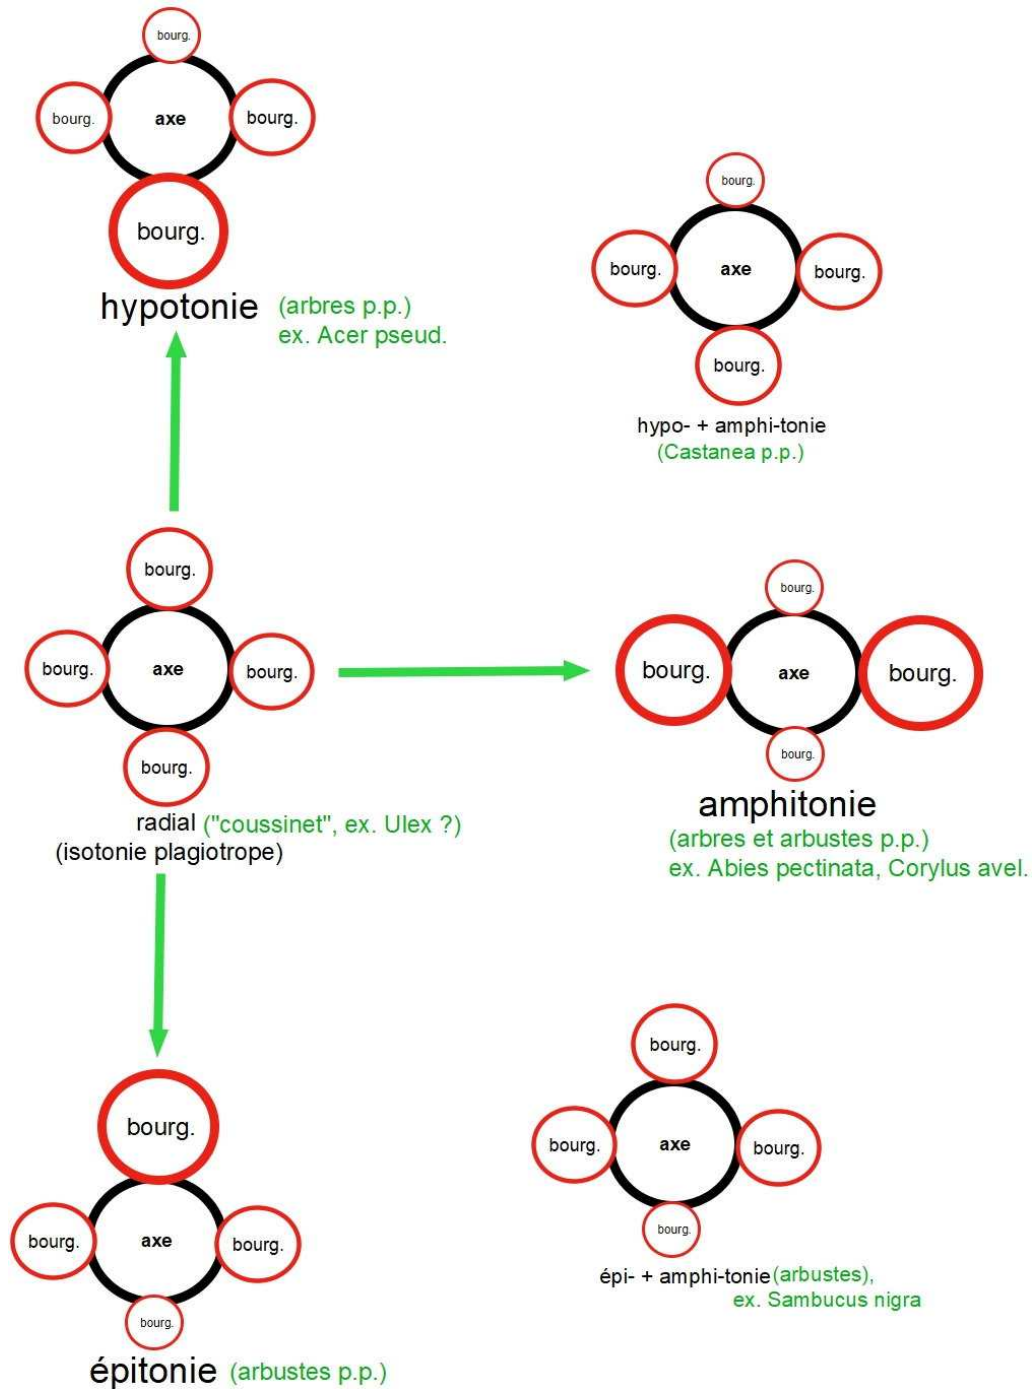 bourg.
bourg.
axe
bourg.
bourg.
hypotonie (arbres p.p.)
ex. Acer pseud.
bourg.
bourg.
axe
bourg.
bourg.
hypo- + amphi-tonie
(Castanea p.p.)
bourg.
bourg.
axe
bourg.
bourg.
radial ("coussinet", ex. Ulex ?)
(isotonie plagiotrope)
bourg.
bourg.
axe
bourg.
bourg.
amphitonie
(arbres et arbustes p.p.)
ex. Abies pectinata, Corylus avel.
bourg.
bourg.
axe
bourg.
bourg.
épitonie (arbustes p.p.)
bourg.
bourg.
axe
bourg.
bourg.
épi- + amphi-tonie (arbustes),
ex. Sambucus nigra